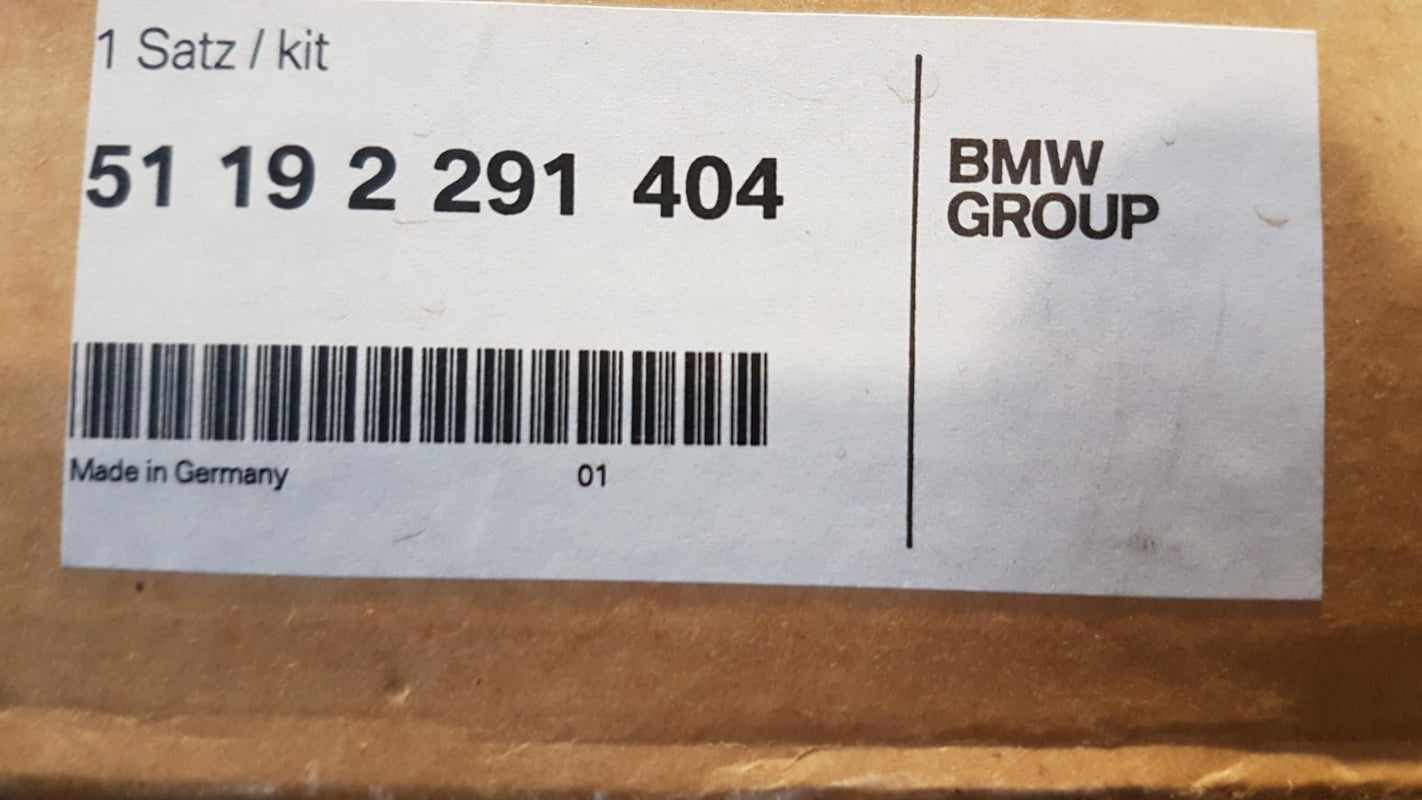 1 Satz / kit
51 19 2 291 404
BMW
GROUP
Made in Germany 01